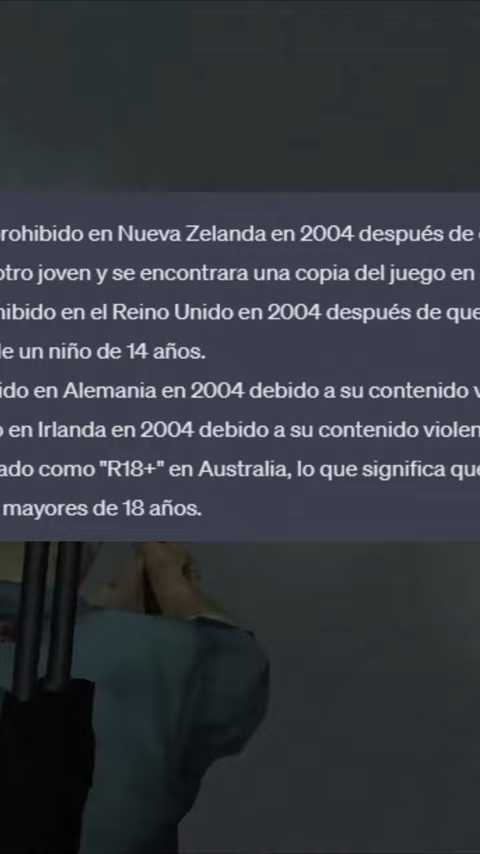 rohibido en Nueva Zelanda en 2004 después de
otro joven y se encontrara una copia del juego en
hibido en el Reino Unido en 2004 después de que
de un niño de 14 años.
ido en Alemania en 2004 debido a su contenido v
o en Irlanda en 2004 debido a su contenido violen
ado como "R18+" en Australia, lo que significa que
mayores de 18 años.